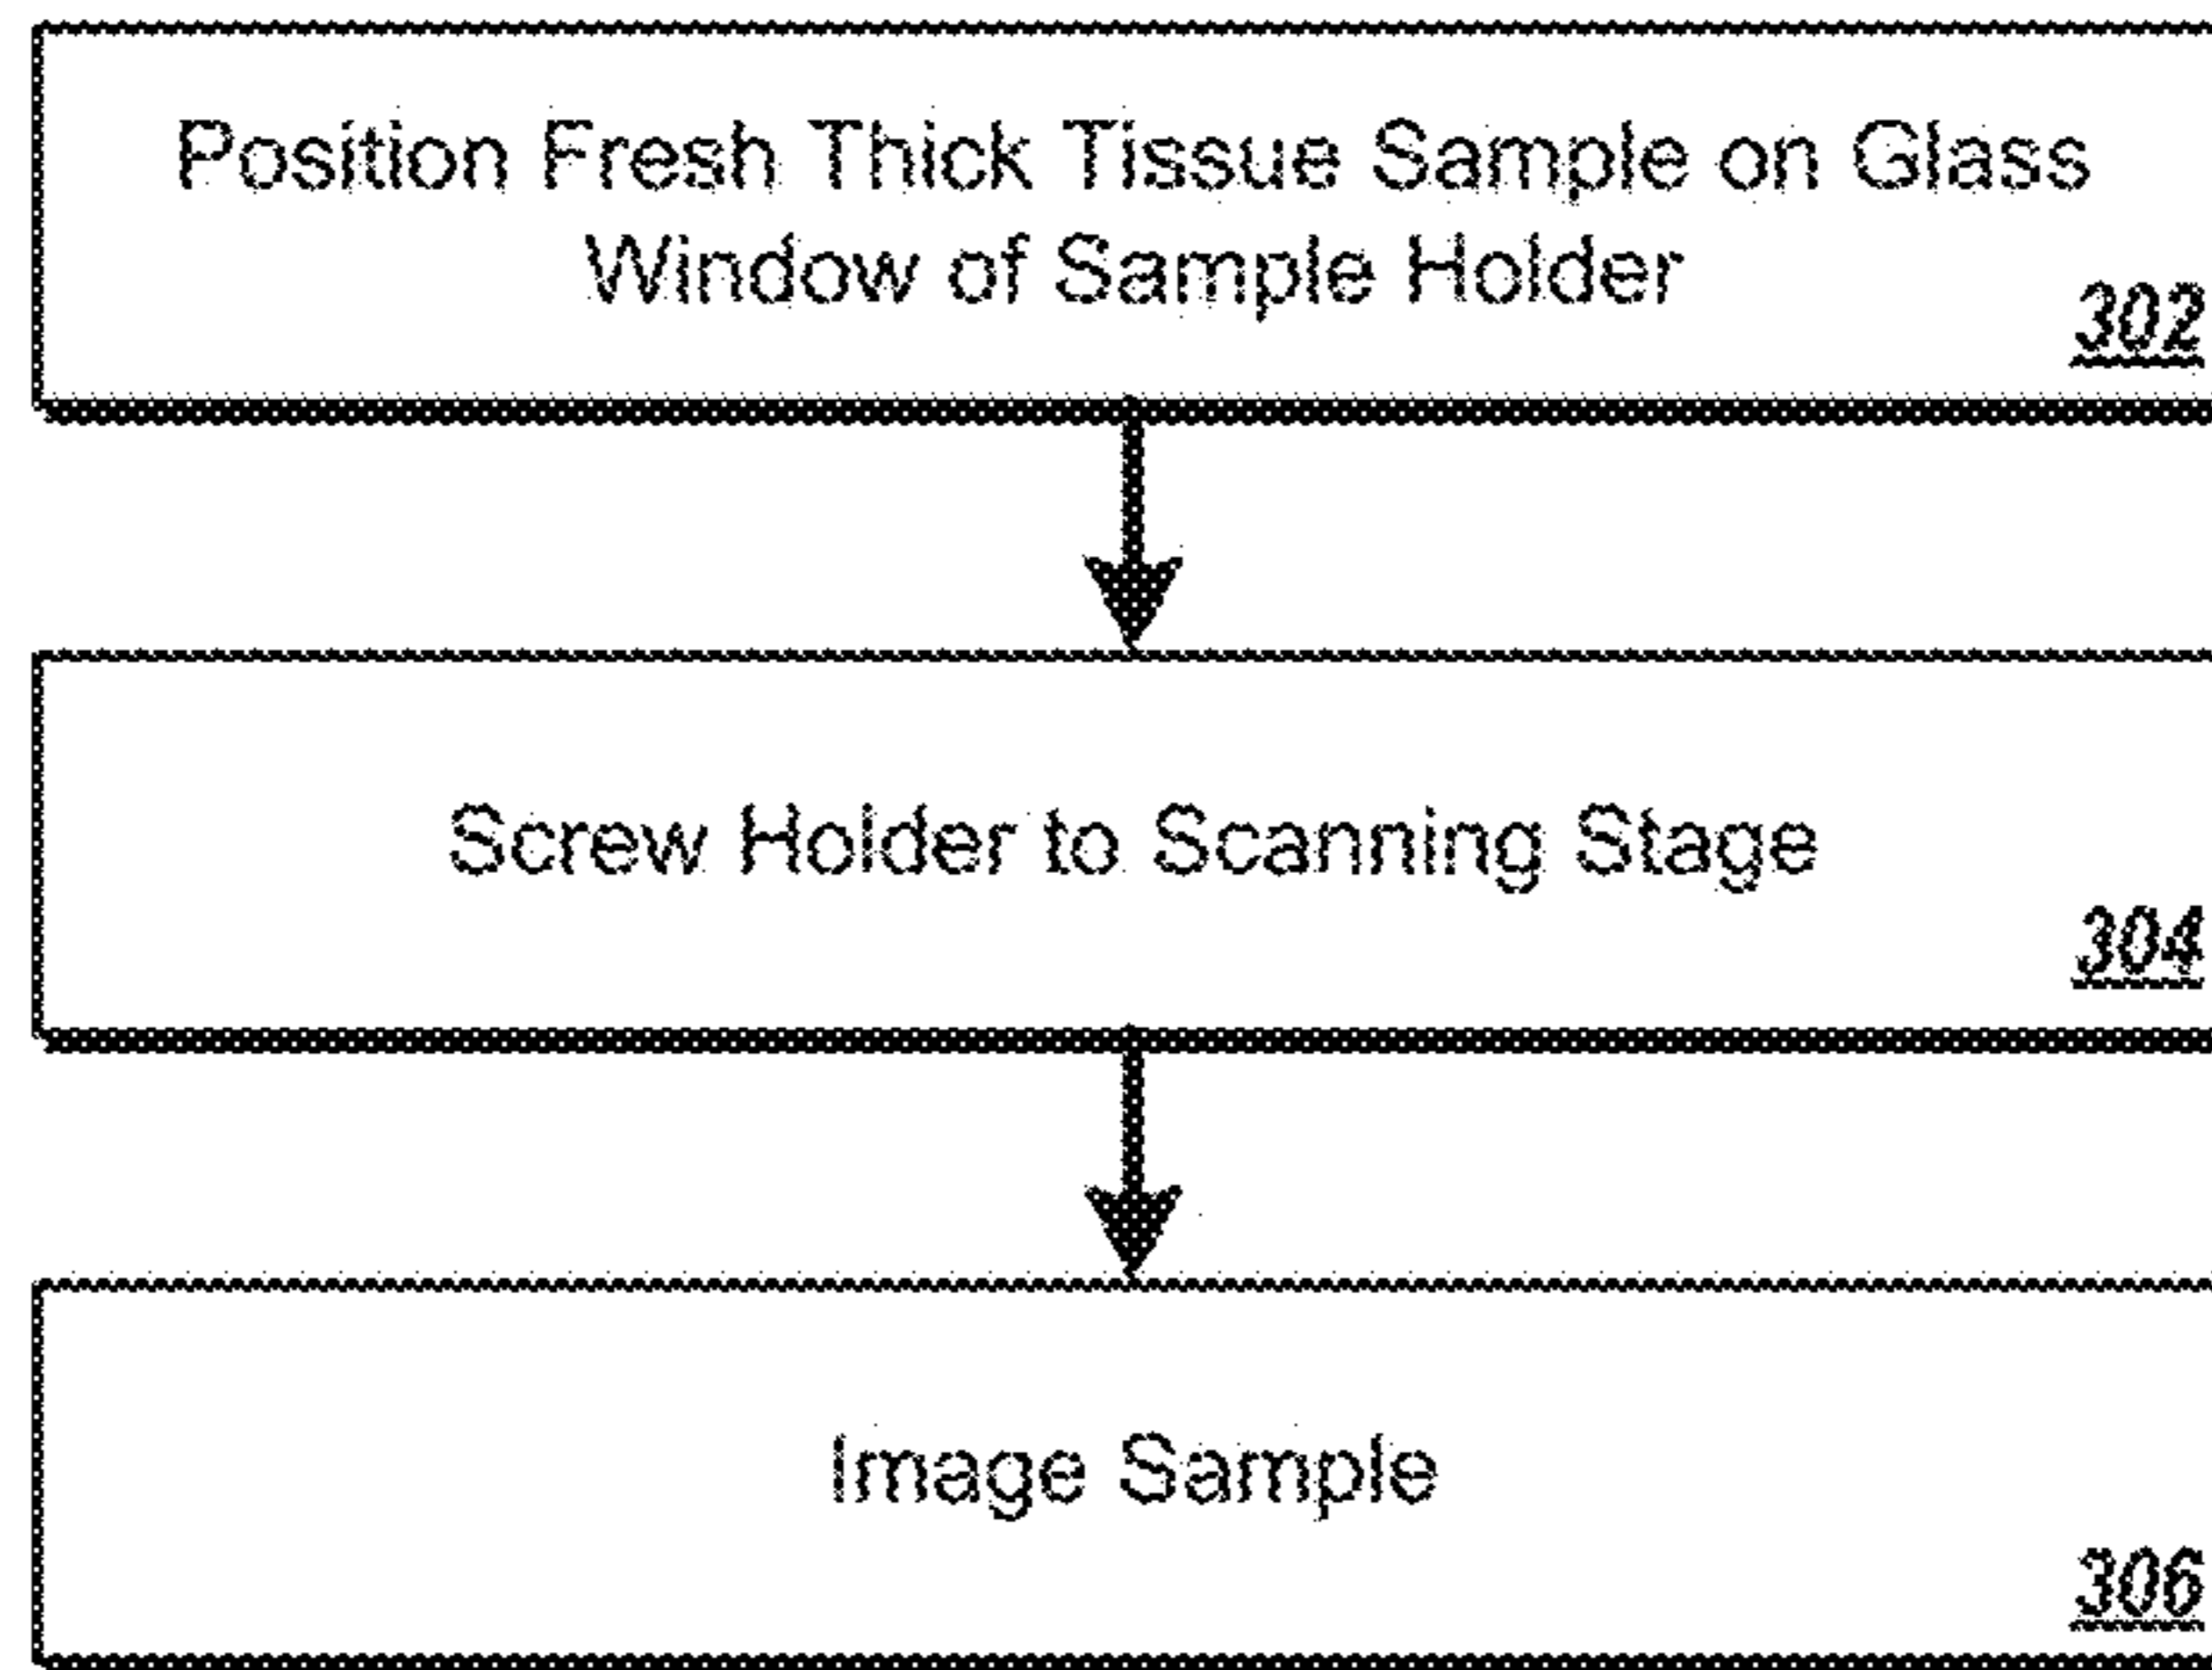 Position Fresh Thick Tissue Sample on Glass
Window of Sample Holder
302
Screw Holder to Scanning Stage
304
Image Sample
306